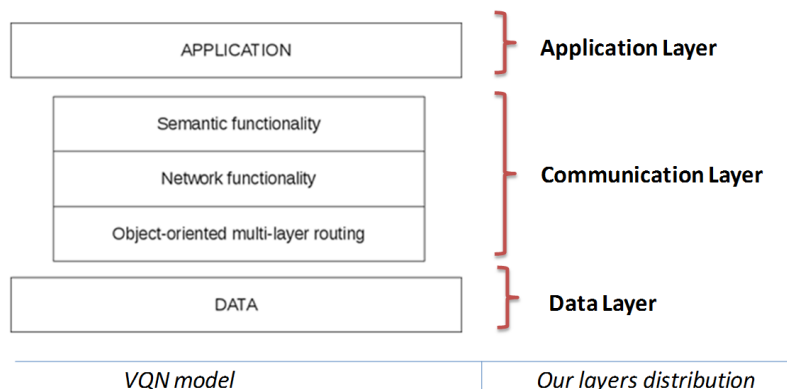 APPLICATION
Application Layer
Semantic functionality
Network functionality
Communication Layer
Object-oriented multi-layer routing
DATA
Data Layer
VQN model
Our layers distribution